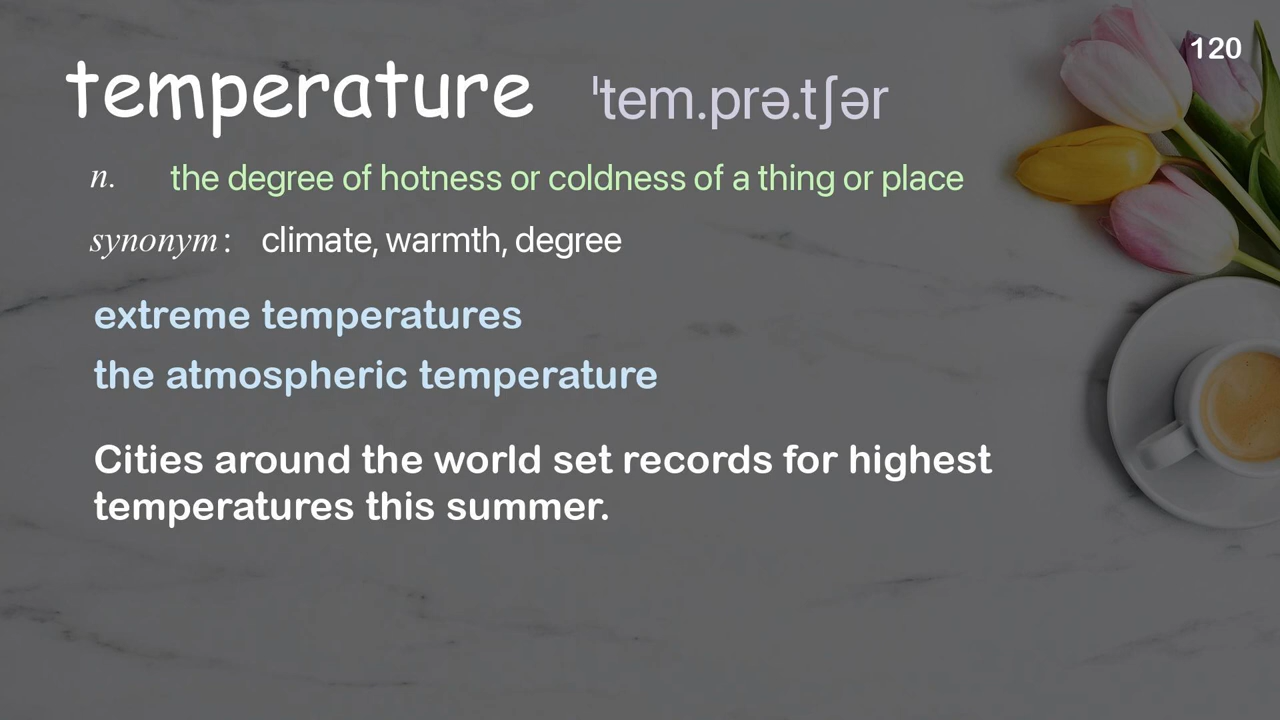 120
temperature ˈtem.prə.tʃər
n. the degree of hotness or coldness of a thing or place
synonym: climate, warmth, degree
extreme temperatures
the atmospheric temperature
Cities around the world set records for highest
temperatures this summer.